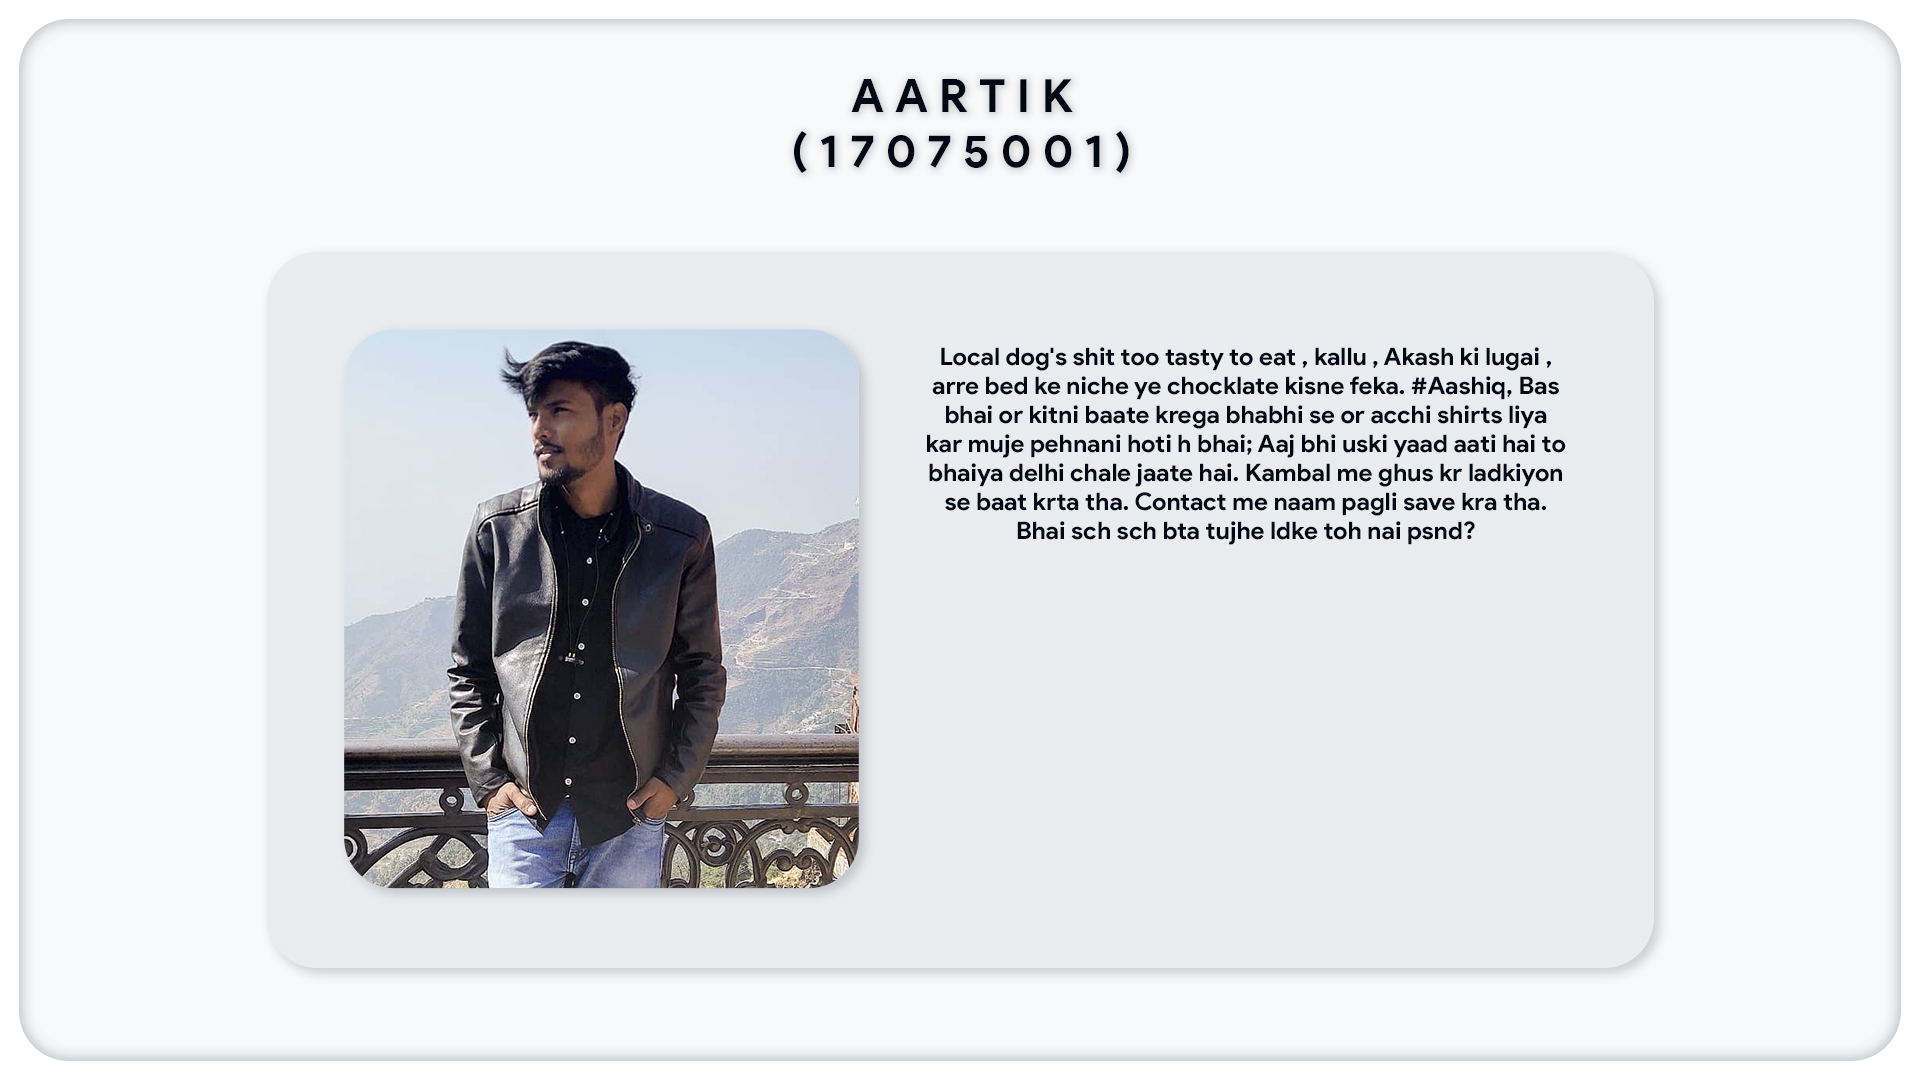 AARTIK
(17075001)
Local dog's shit too tasty to eat , kallu , Akash ki lugai ,
arre bed ke niche ye chocklate kisne feka. #Aashiq, Bas
bhai or kitni baate krega bhabhi se or acchi shirts liya
kar muje pehnani hoti h bhai; Aaj bhi uski yaad aati hai to
bhaiya delhi chale jaate hai. Kambal me ghus kr ladkiyon
se baat krta tha. Contact me naam pagli save kra tha.
Bhai sch sch bta tujhe ldke toh nai psnd?